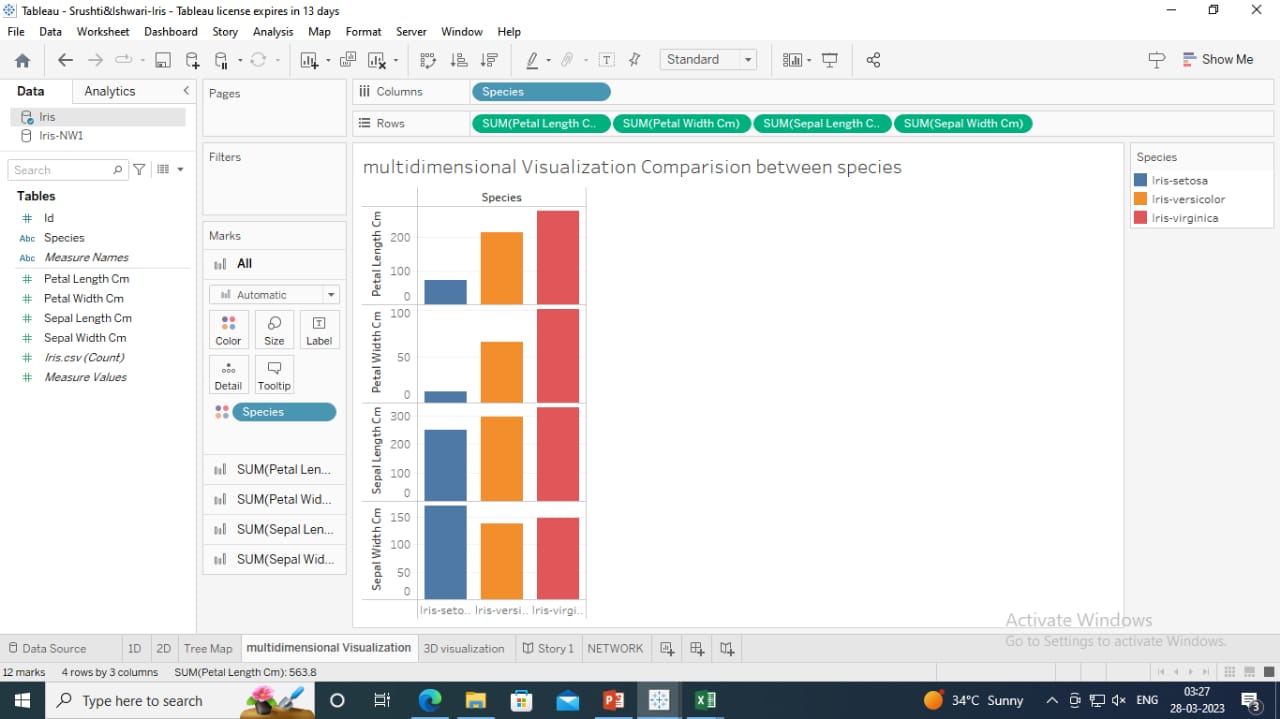 Tableau - Srushti&Ishwari-Iris - Tableau license expires in 13 days
File Data Worksheet Dashboard Story Analysis Map Format Server Window Help
Standard
Show Me
Data Analytics
Iris
Iris-NW1
Search
Tables
Id
Abc Species
Abc Measure Names
Petal Length Cm
Petal Width Cm
Sepal Length Cm
Sepal Width Cm
Iris.csv (Count)
Measure Values
Pages
Filters
Marks
All
Automatic
Color Size Label
Detail Tooltip
Species
SUM(Petal Len...
SUM(Petal Wid...
SUM(Sepal Len...
SUM(Sepal Wid...
Columns Species
Rows SUM(Petal Length C.. SUM(Petal Width Cm) SUM(Sepal Length C.. SUM(Sepal Width Cm)
multidimensional Visualization Comparision between species
Species
Petal Length Cm
200
100
0
Petal Width Cm
100
50
0
Sepal Length Cm
300
200
100
0
Sepal Width Cm
150
100
50
0
Iris-seto.. Iris-versi.. Iris-virgi..
Species
Iris-setosa
Iris-versicolor
Iris-virginica
Activate Windows
Go to Settings to activate Windows.
Data Source 1D 2D Tree Map multidimensional Visualization 3D visualization Story 1 NETWORK
12 marks 4 rows by 3 columns SUM(Petal Length Cm): 563.8
Type here to search
34°C Sunny
ENG
03:27
28-03-2023
3